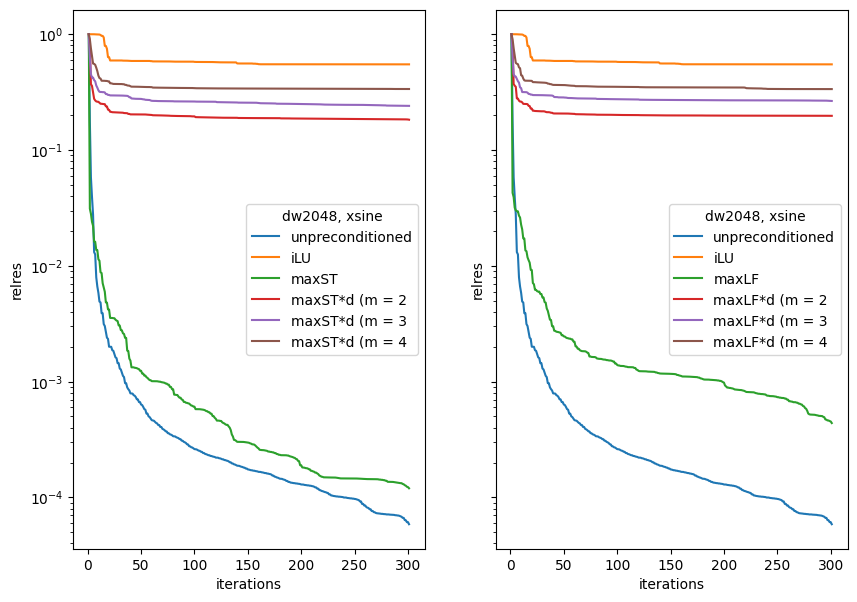 10⁰
10⁻¹
10⁻²
10⁻³
10⁻⁴
relres
0 50 100 150 200 250 300
iterations
dw2048, xsine
unpreconditioned
iLU
maxST
maxST*d (m = 2
maxST*d (m = 3
maxST*d (m = 4
relres
0 50 100 150 200 250 300
iterations
dw2048, xsine
unpreconditioned
iLU
maxLF
maxLF*d (m = 2
maxLF*d (m = 3
maxLF*d (m = 4